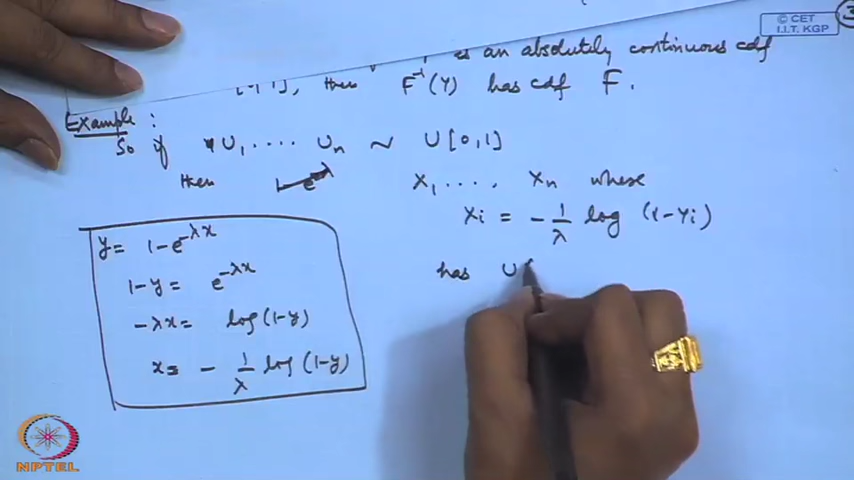 © CET
I.I.T. KGP
is an absolutely continuous cdf
then F⁻¹(Y) has cdf F.
Example :
So if U₁, .... Uₙ ~ U[0,1]
then X₁, .... Xₙ where
Xi = - 1/λ log (1-Yi)
has U
y = 1-e^-λx
1-y = e^-λx
-λx = log (1-y)
x = - 1/λ log (1-y)
NPTEL